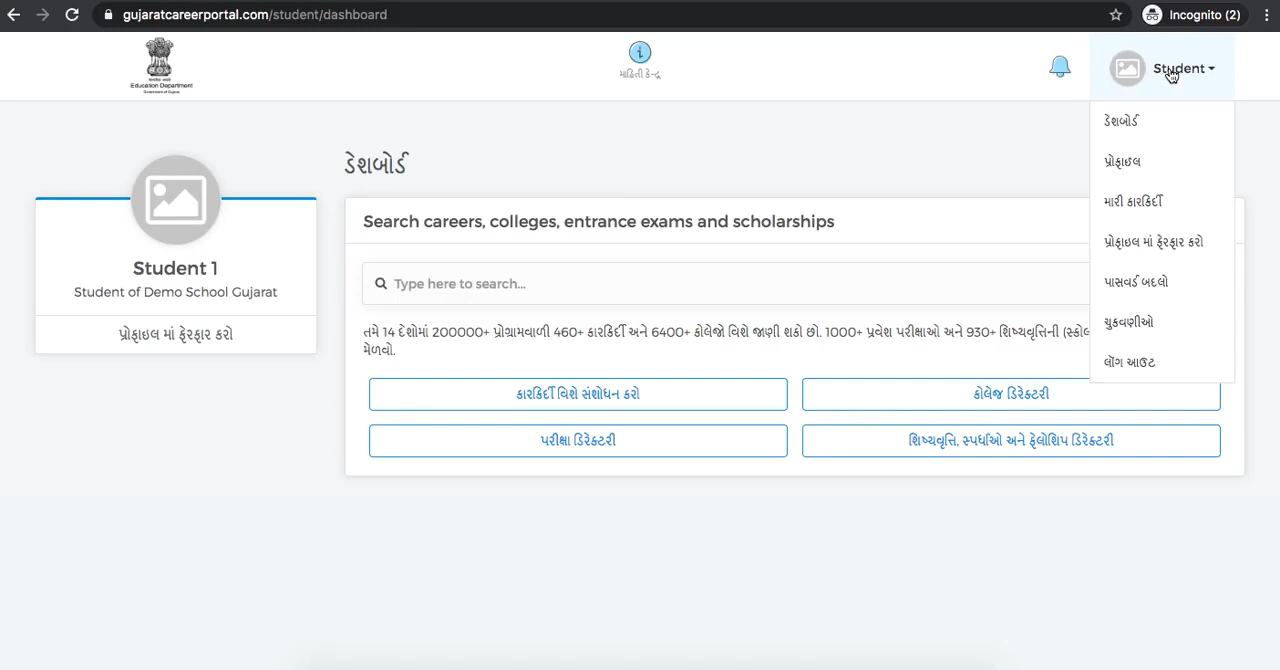 gujaratcareerportal.com/student/dashboard
Incognito (2)
Education Department
Government of Gujarat
i
માહિતી કેન્દ્ર
Student
ડેશબોર્ડ
પ્રોફાઇલ
મારી કારકિર્દી
પ્રોફાઇલ માં ફેરફાર કરો
પાસવર્ડ બદલો
ચુકવણીઓ
લૉગ આઉટ
Student 1
Student of Demo School Gujarat
પ્રોફાઇલ માં ફેરફાર કરો
ડેશબોર્ડ
Search careers, colleges, entrance exams and scholarships
Type here to search...
તમે 14 દેશોમાં 200000+ પ્રોગ્રામવાળી 460+ કારકિર્દી અને 6400+ કોલેજો વિશે જાણી શકો છો. 1000+ પ્રવેશ પરીક્ષાઓ અને 930+ શિષ્યવૃત્તિની
મેળવો.
કારકિર્દી વિશે સંશોધન કરો
કોલેજ ડિરેક્ટરી
પરીક્ષા ડિરેક્ટરી
શિષ્યવૃત્તિ, સ્પર્ધાઓ અને ફેલોશિપ ડિરેક્ટરી